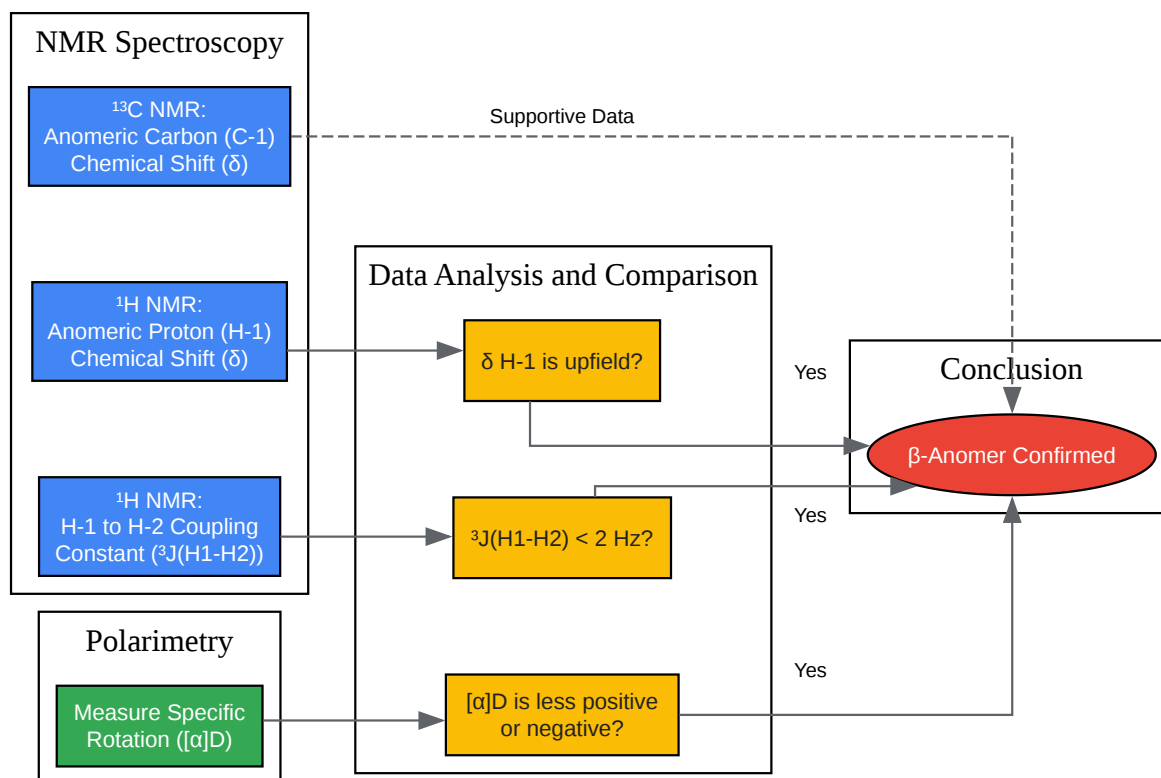 NMR Spectroscopy
¹³C NMR:
Anomeric Carbon (C-1)
Chemical Shift (δ)
Supportive Data
¹H NMR:
Anomeric Proton (H-1)
Chemical Shift (δ)
¹H NMR:
H-1 to H-2 Coupling
Constant (³J(H1-H2))
Polarimetry
Measure Specific
Rotation ([α]D)
Data Analysis and Comparison
δ H-1 is upfield?
³J(H1-H2) < 2 Hz?
[α]D is less positive
or negative?
Yes
Yes
Yes
Conclusion
β-Anomer Confirmed